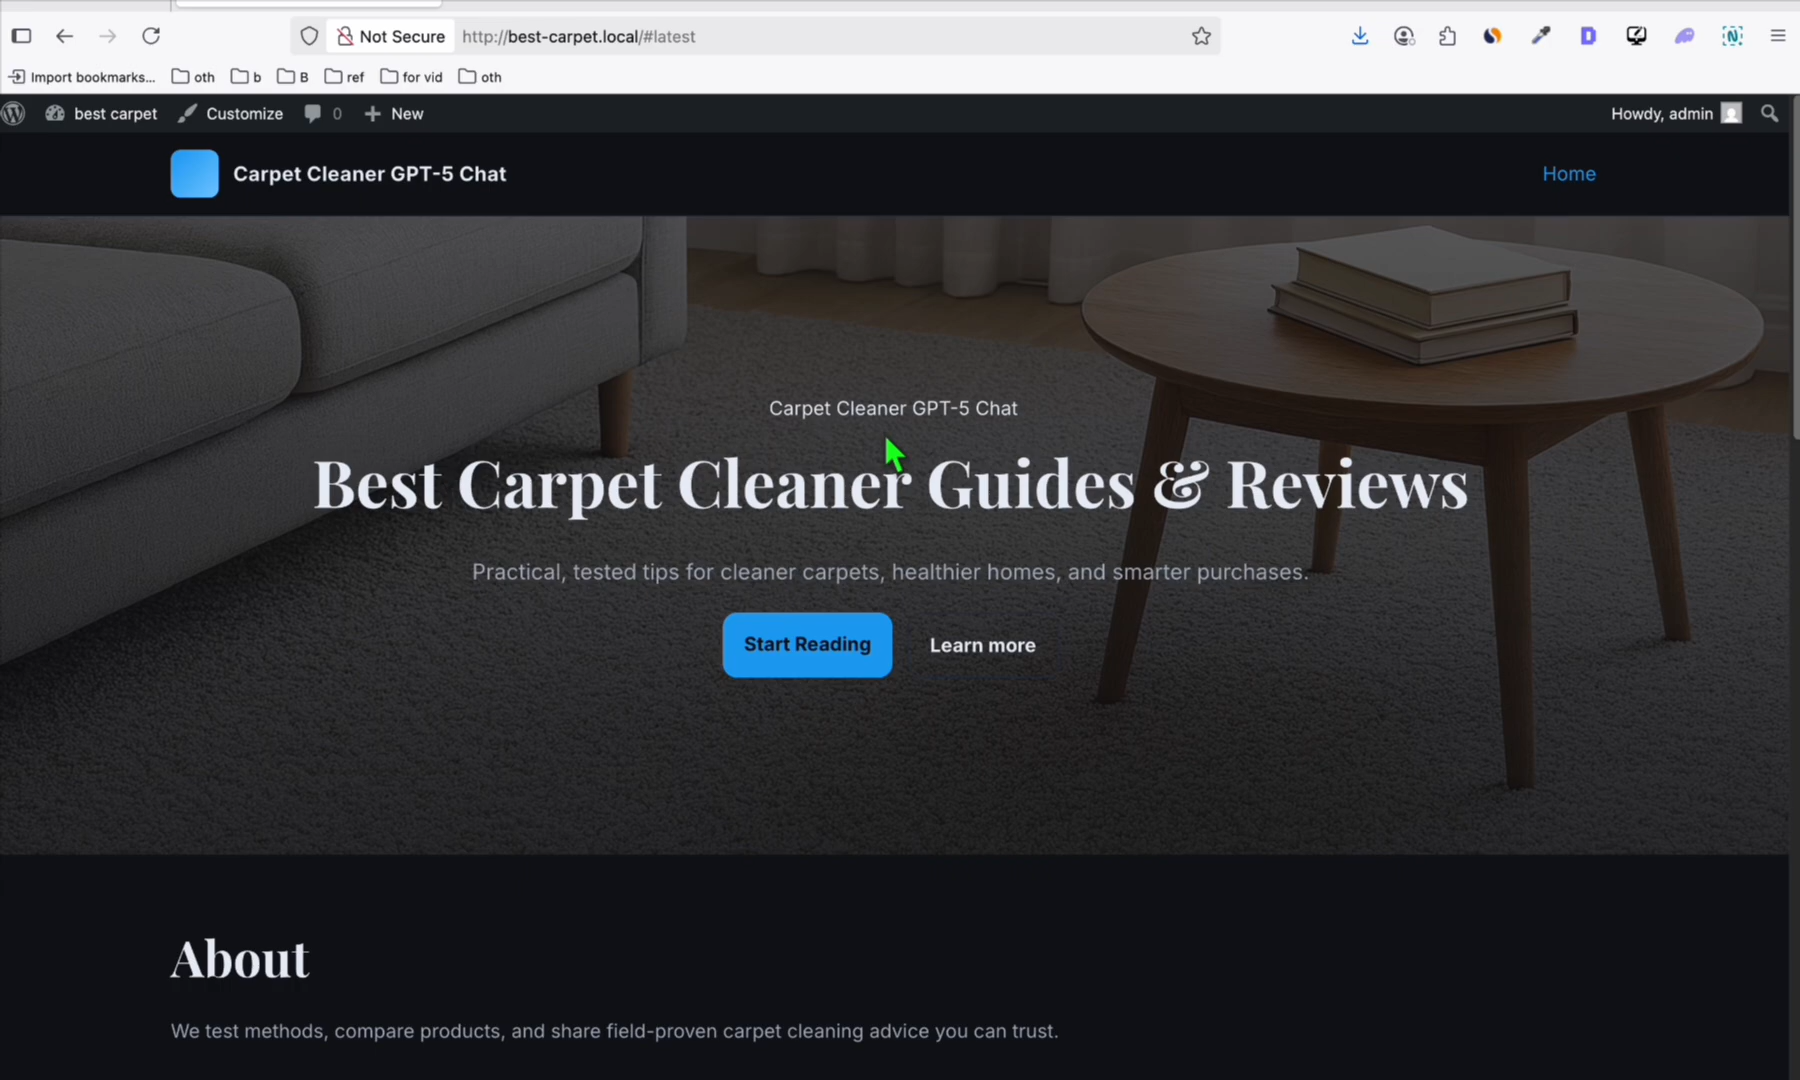 Not Secure http://best-carpet.local/#latest
Import bookmarks... oth b B ref for vid oth
best carpet Customize 0 New Howdy, admin
Carpet Cleaner GPT-5 Chat Home
Carpet Cleaner GPT-5 Chat
Best Carpet Cleaner Guides & Reviews
Practical, tested tips for cleaner carpets, healthier homes, and smarter purchases.
Start Reading Learn more
About
We test methods, compare products, and share field-proven carpet cleaning advice you can trust.